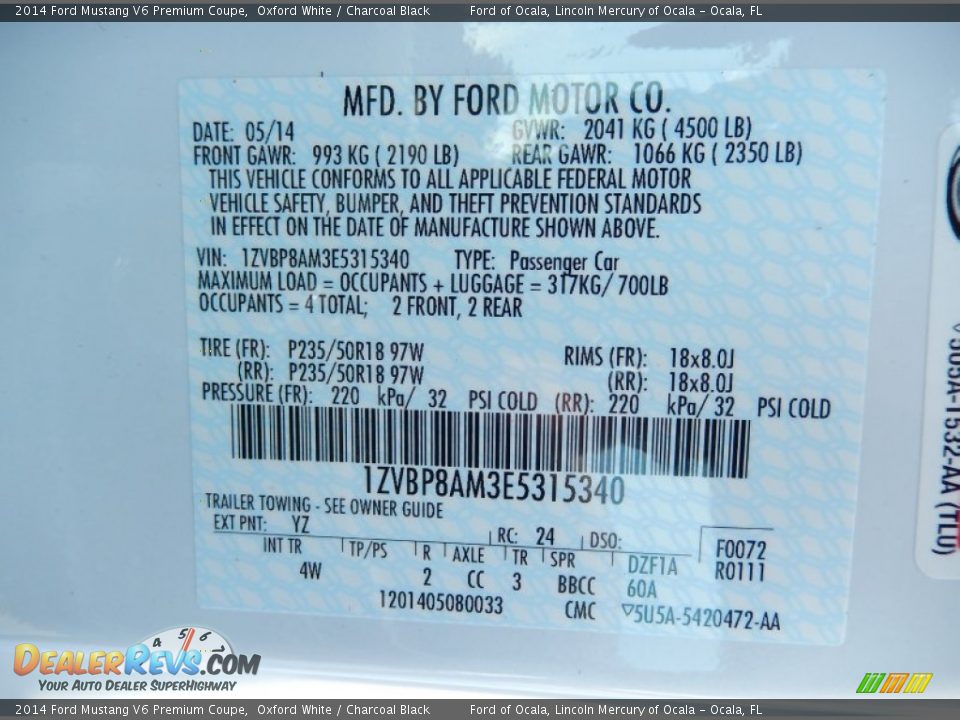 2014 Ford Mustang V6 Premium Coupe,  Oxford White / Charcoal Black    Ford of Ocala, Lincoln Mercury of Ocala - Ocala, FL
MFD. BY FORD MOTOR CO.
DATE: 05/14    GVWR: 2041 KG ( 4500 LB)
FRONT GAWR: 993 KG ( 2190 LB)    REAR GAWR: 1066 KG ( 2350 LB)
THIS VEHICLE CONFORMS TO ALL APPLICABLE FEDERAL MOTOR
VEHICLE SAFETY, BUMPER, AND THEFT PREVENTION STANDARDS
IN EFFECT ON THE DATE OF MANUFACTURE SHOWN ABOVE.
VIN: 1ZVBP8AM3E5315340    TYPE: Passenger Car
MAXIMUM LOAD = OCCUPANTS + LUGGAGE = 317KG/ 700LB
OCCUPANTS = 4 TOTAL; 2 FRONT, 2 REAR
TIRE (FR): P235/50R18 97W    RIMS (FR): 18x8.0J
(RR): P235/50R18 97W    (RR): 18x8.0J
PRESSURE (FR): 220 kPa/ 32 PSI COLD (RR): 220 kPa/ 32 PSI COLD
1ZVBP8AM3E5315340
TRAILER TOWING - SEE OWNER GUIDE
EXT PNT: YZ    RC: 24    DSO:    F0072
INT TR    TP/PS    R    AXLE    TR    SPR    DZF1A    R0111
4W    2    CC    3    BBCC    60A
1201405080033    CMC    ▽5U5A-5420472-AA
A-1532-AA (TLU)
4 5 6
DEALERREVS.COM
YOUR AUTO DEALER SUPERHIGHWAY
2014 Ford Mustang V6 Premium Coupe,  Oxford White / Charcoal Black    Ford of Ocala, Lincoln Mercury of Ocala - Ocala, FL